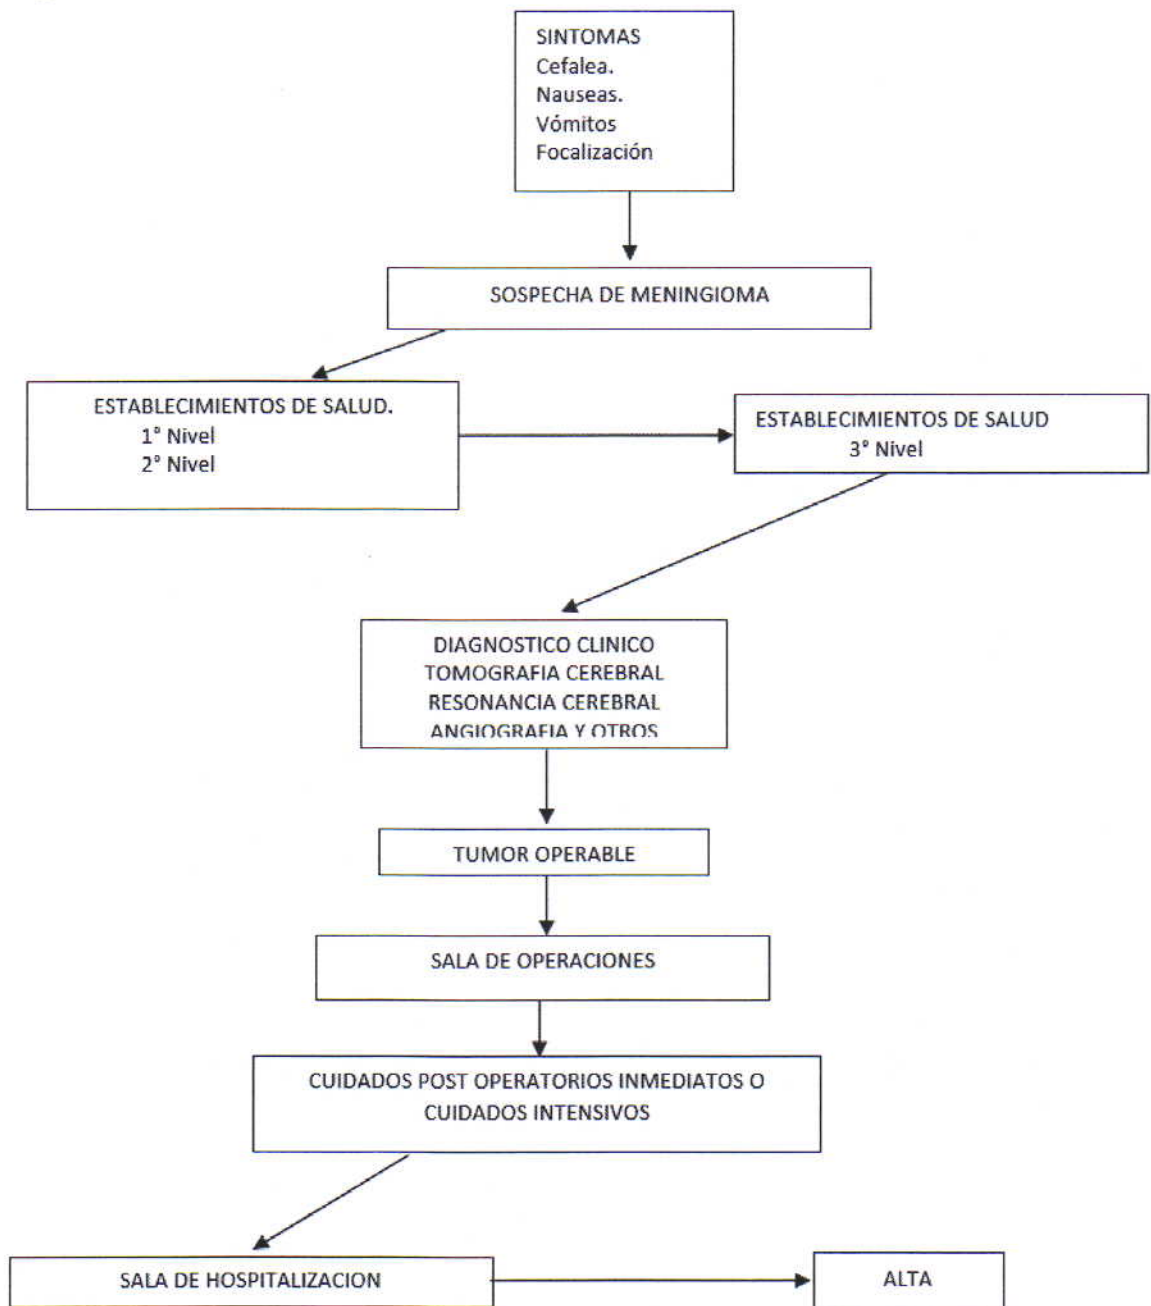 SINTOMAS
Cefalea.
Nauseas.
Vómitos
Focalización
SOSPECHA DE MENINGIOMA
ESTABLECIMIENTOS DE SALUD.
1° Nivel
2° Nivel
ESTABLECIMIENTOS DE SALUD
3° Nivel
DIAGNOSTICO CLINICO
TOMOGRAFIA CEREBRAL
RESONANCIA CEREBRAL
ANGIOGRAFIA Y OTROS
TUMOR OPERABLE
SALA DE OPERACIONES
CUIDADOS POST OPERATORIOS INMEDIATOS O
CUIDADOS INTENSIVOS
SALA DE HOSPITALIZACION
ALTA